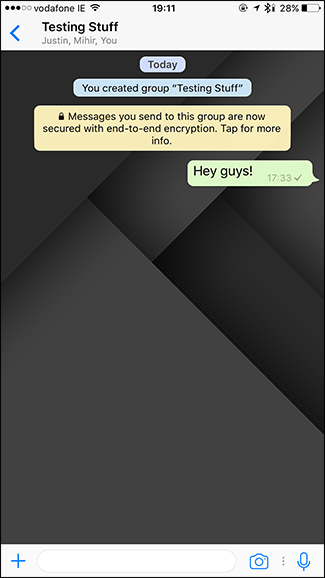 vodafone IE 19:11 28%
Testing Stuff
Justin, Mihir, You
Today
You created group “Testing Stuff”
Messages you send to this group are now
secured with end-to-end encryption. Tap for more
info.
Hey guys!
17:33